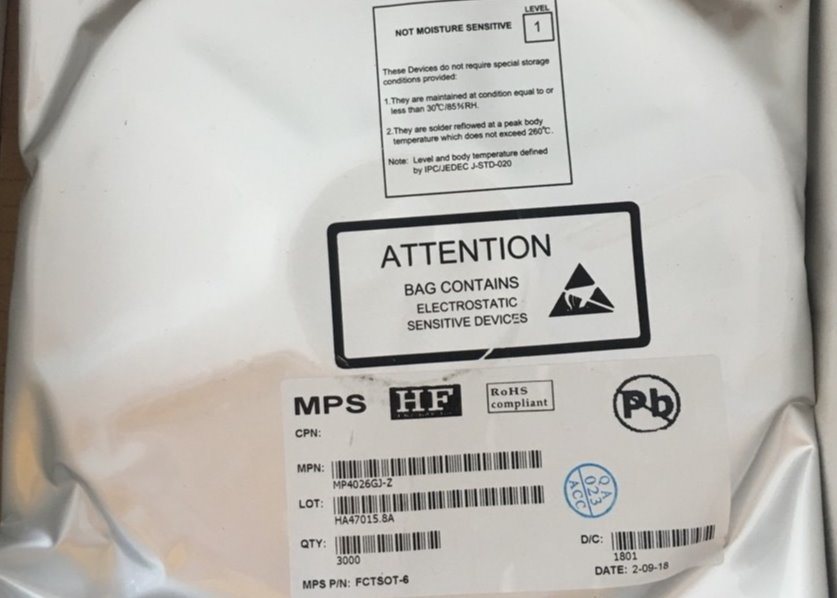 LEVEL
NOT MOISTURE SENSITIVE 1
These Devices do not require special storage
conditions provided:
1.They are maintained at condition equal to or
less than 30℃/85%RH.
2.They are solder reflowed at a peak body
temperature which does not exceed 260℃.
Note: Level and body temperature defined
by IPC/JEDEC J-STD-020
ATTENTION
BAG CONTAINS
ELECTROSTATIC
SENSITIVE DEVICES
MPS HF RoHS
compliant Pb
CPN:
MPN:
MP4026GJ-Z
LOT:
HA47015.8A
QA
023
ACC
QTY:
3000
D/C:
1801
MPS P/N: FCTSOT-6
DATE: 2-09-18